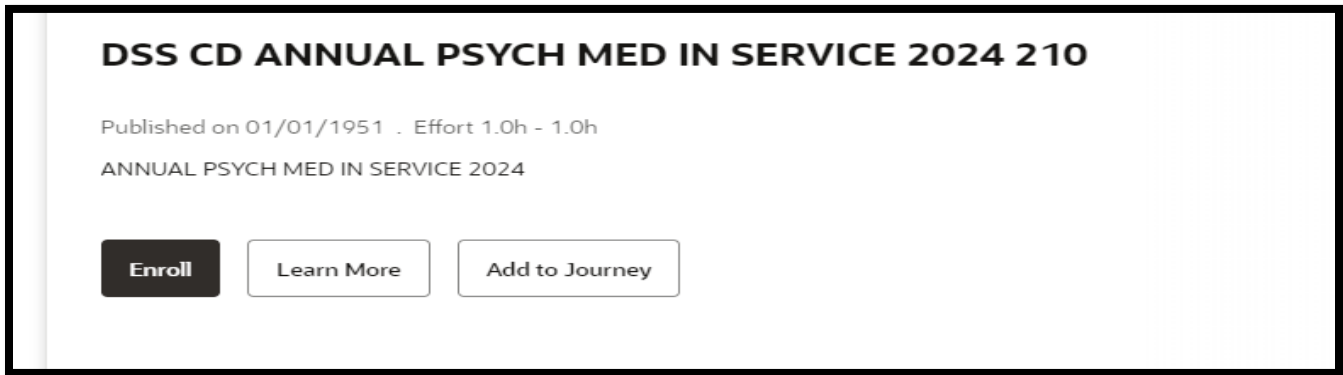 DSS CD ANNUAL PSYCH MED IN SERVICE 2024 210
Published on 01/01/1951 . Effort 1.0h - 1.0h
ANNUAL PSYCH MED IN SERVICE 2024
Enroll Learn More Add to Journey